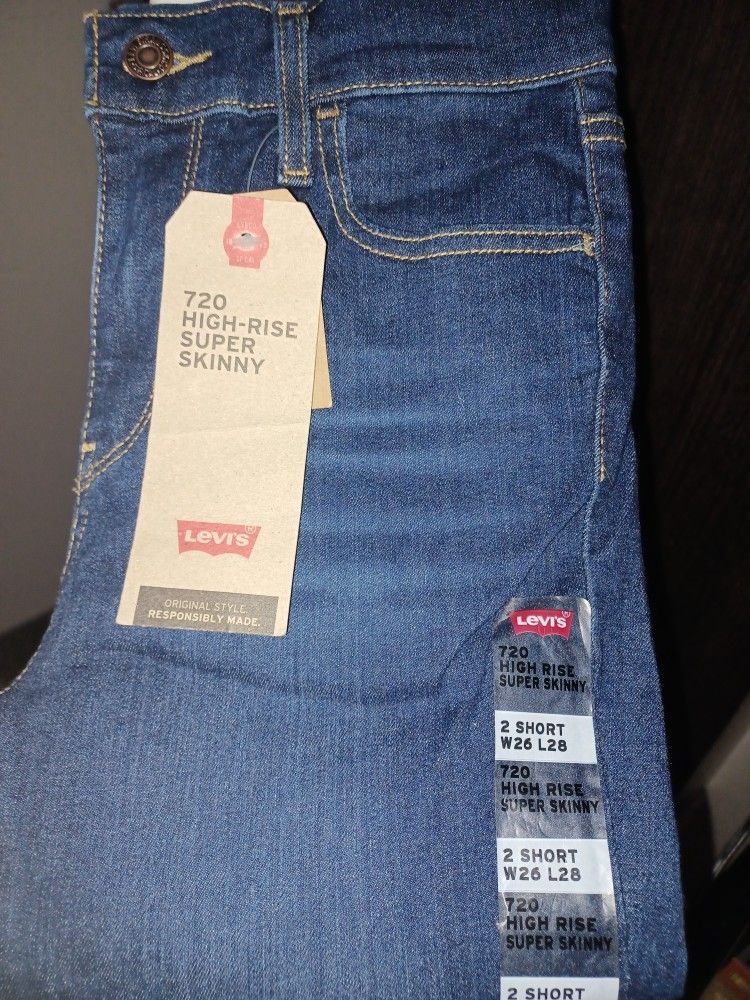 720
HIGH-RISE
SUPER
SKINNY
Levi's®
ORIGINAL STYLE.
RESPONSIBLY MADE.
Levi's®
720
HIGH RISE
SUPER SKINNY
2 SHORT
W26 L28
720
HIGH RISE
SUPER SKINNY
2 SHORT
W26 L28
720
HIGH RISE
SUPER SKINNY
2 SHORT